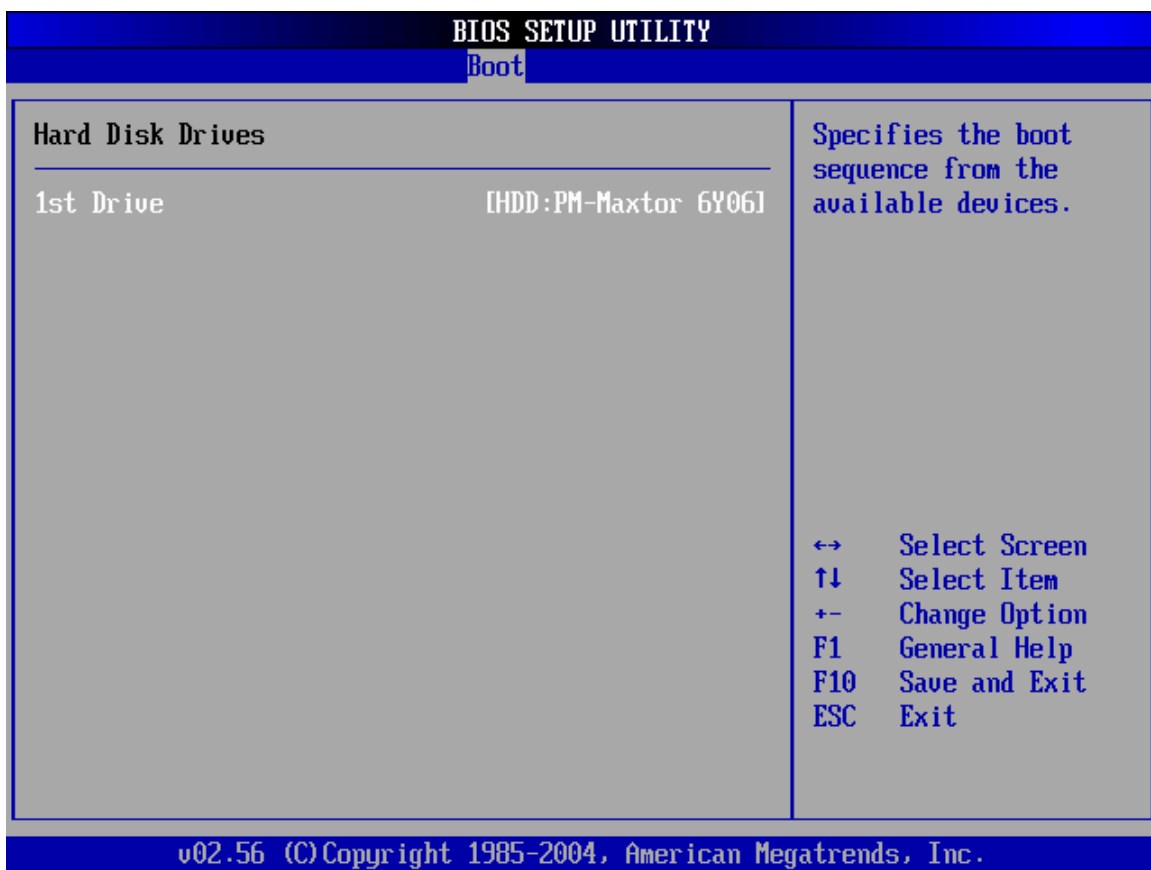 BIOS SETUP UTILITY
Boot
Hard Disk Drives
1st Drive [HDD:PM-Maxtor 6Y06]
Specifies the boot
sequence from the
available devices.
←→ Select Screen
↑↓ Select Item
+- Change Option
F1 General Help
F10 Save and Exit
ESC Exit
v02.56 (C)Copyright 1985-2004, American Megatrends, Inc.